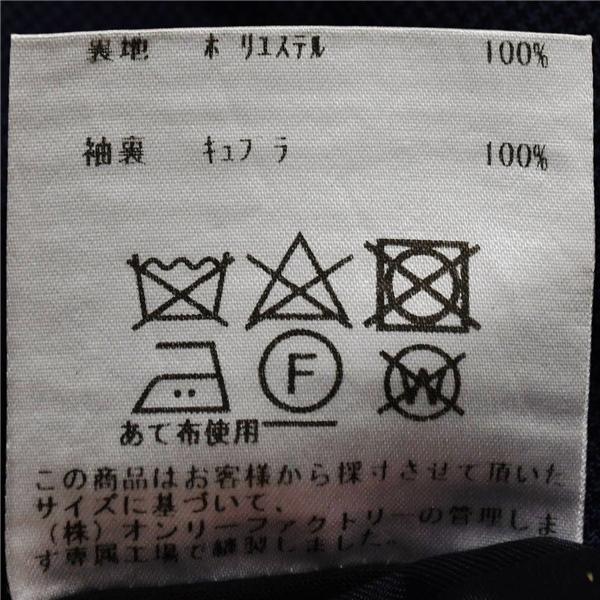 裏地 ポリエステル 100%
袖裏 キュプラ 100%
F W
あて布使用
この商品はお客様から採寸させて頂いた
サイズに基づいて、
(株)オンリーファクトリーの管理しま
す専属工場で縫製しました。